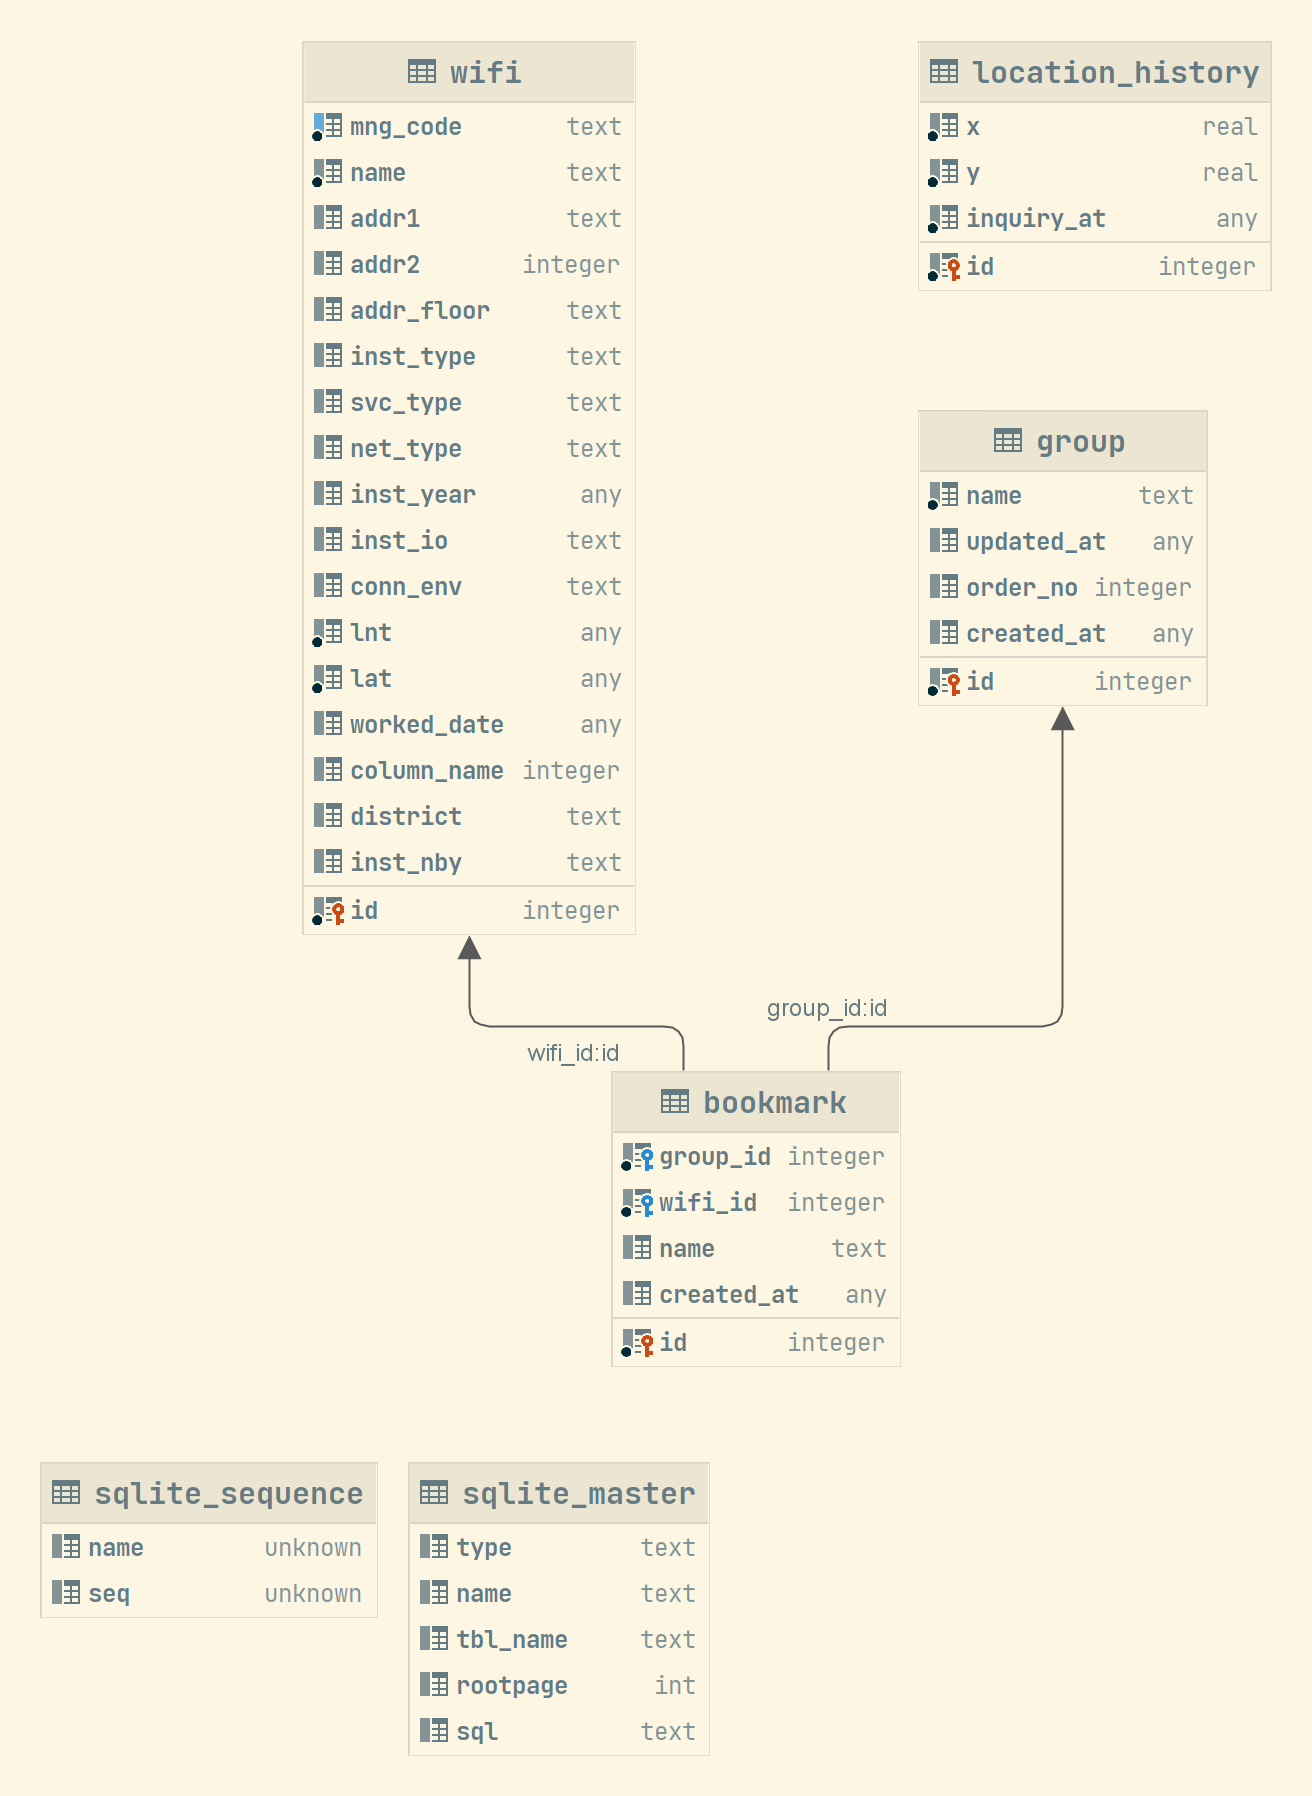 wifi
mng_code text
name text
addr1 text
addr2 integer
addr_floor text
inst_type text
svc_type text
net_type text
inst_year any
inst_io text
conn_env text
lnt any
lat any
worked_date any
column_name integer
district text
inst_nby text
id integer
location_history
x real
y real
inquiry_at any
id integer
group
name text
updated_at any
order_no integer
created_at any
id integer
group_id:id
wifi_id:id
bookmark
group_id integer
wifi_id integer
name text
created_at any
id integer
sqlite_sequence
name unknown
seq unknown
sqlite_master
type text
name text
tbl_name text
rootpage int
sql text